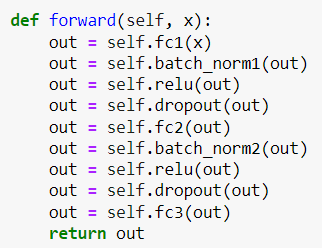 def forward(self, x):
    out = self.fc1(x)
    out = self.batch_norm1(out)
    out = self.relu(out)
    out = self.dropout(out)
    out = self.fc2(out)
    out = self.batch_norm2(out)
    out = self.relu(out)
    out = self.dropout(out)
    out = self.fc3(out)
    return out